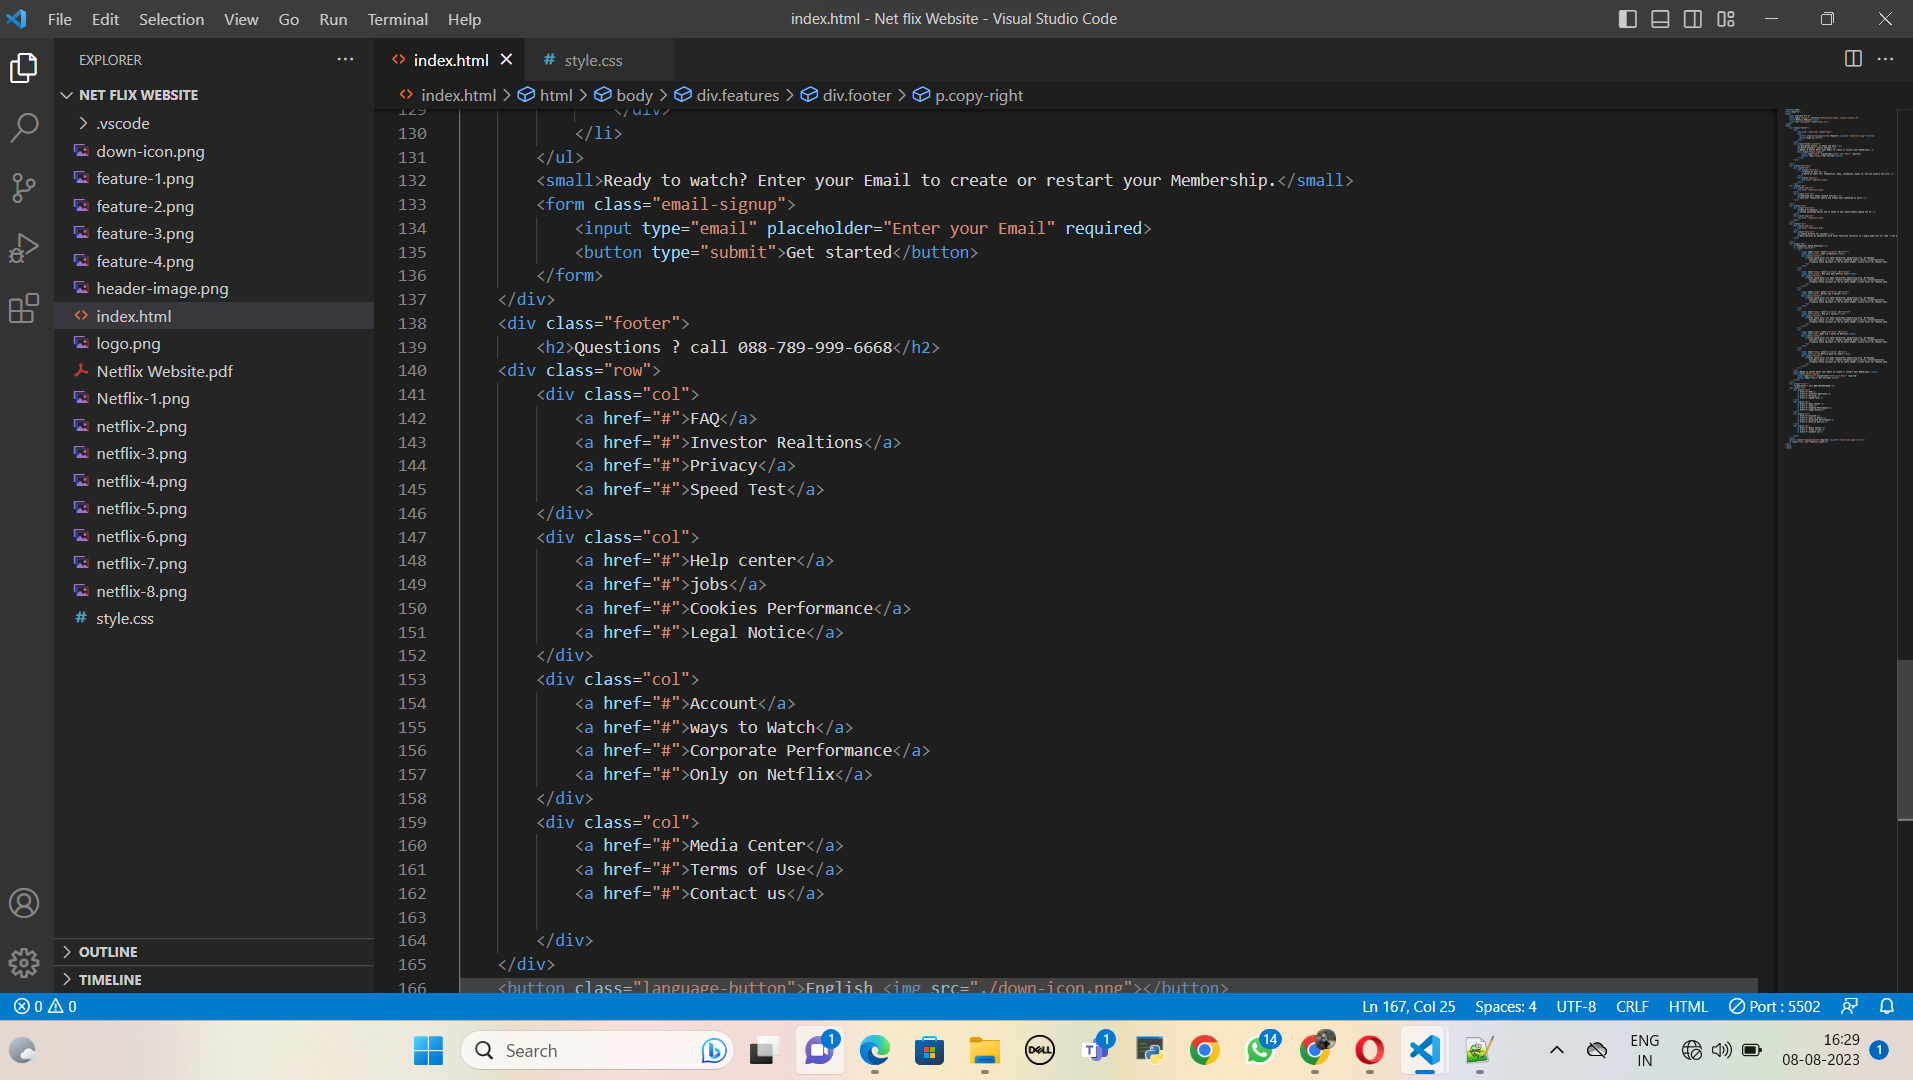 File Edit Selection View Go Run Terminal Help
index.html - Net flix Website - Visual Studio Code
EXPLORER
NET FLIX WEBSITE
.vscode
down-icon.png
feature-1.png
feature-2.png
feature-3.png
feature-4.png
header-image.png
index.html
logo.png
Netflix Website.pdf
Netflix-1.png
netflix-2.png
netflix-3.png
netflix-4.png
netflix-5.png
netflix-6.png
netflix-7.png
netflix-8.png
# style.css
OUTLINE
TIMELINE
index.html
# style.css
index.html > html > body > div.features > div.footer > p.copy-right
129 </div>
130 </li>
131 </ul>
132 <small>Ready to watch? Enter your Email to create or restart your Membership.</small>
133 <form class="email-signup">
134 <input type="email" placeholder="Enter your Email" required>
135 <button type="submit">Get started</button>
136 </form>
137 </div>
138 <div class="footer">
139 <h2>Questions ? call 088-789-999-6668</h2>
140 <div class="row">
141 <div class="col">
142 <a href="#">FAQ</a>
143 <a href="#">Investor Realtions</a>
144 <a href="#">Privacy</a>
145 <a href="#">Speed Test</a>
146 </div>
147 <div class="col">
148 <a href="#">Help center</a>
149 <a href="#">jobs</a>
150 <a href="#">Cookies Performance</a>
151 <a href="#">Legal Notice</a>
152 </div>
153 <div class="col">
154 <a href="#">Account</a>
155 <a href="#">ways to Watch</a>
156 <a href="#">Corporate Performance</a>
157 <a href="#">Only on Netflix</a>
158 </div>
159 <div class="col">
160 <a href="#">Media Center</a>
161 <a href="#">Terms of Use</a>
162 <a href="#">Contact us</a>
163
164 </div>
165 </div>
166 <button class="language-button">English <img src="./down-icon.png"></button>
0 0
Ln 167, Col 25 Spaces: 4 UTF-8 CRLF HTML Port : 5502
Search
1
DELL
1
14
ENG
IN
16:29
08-08-2023
1